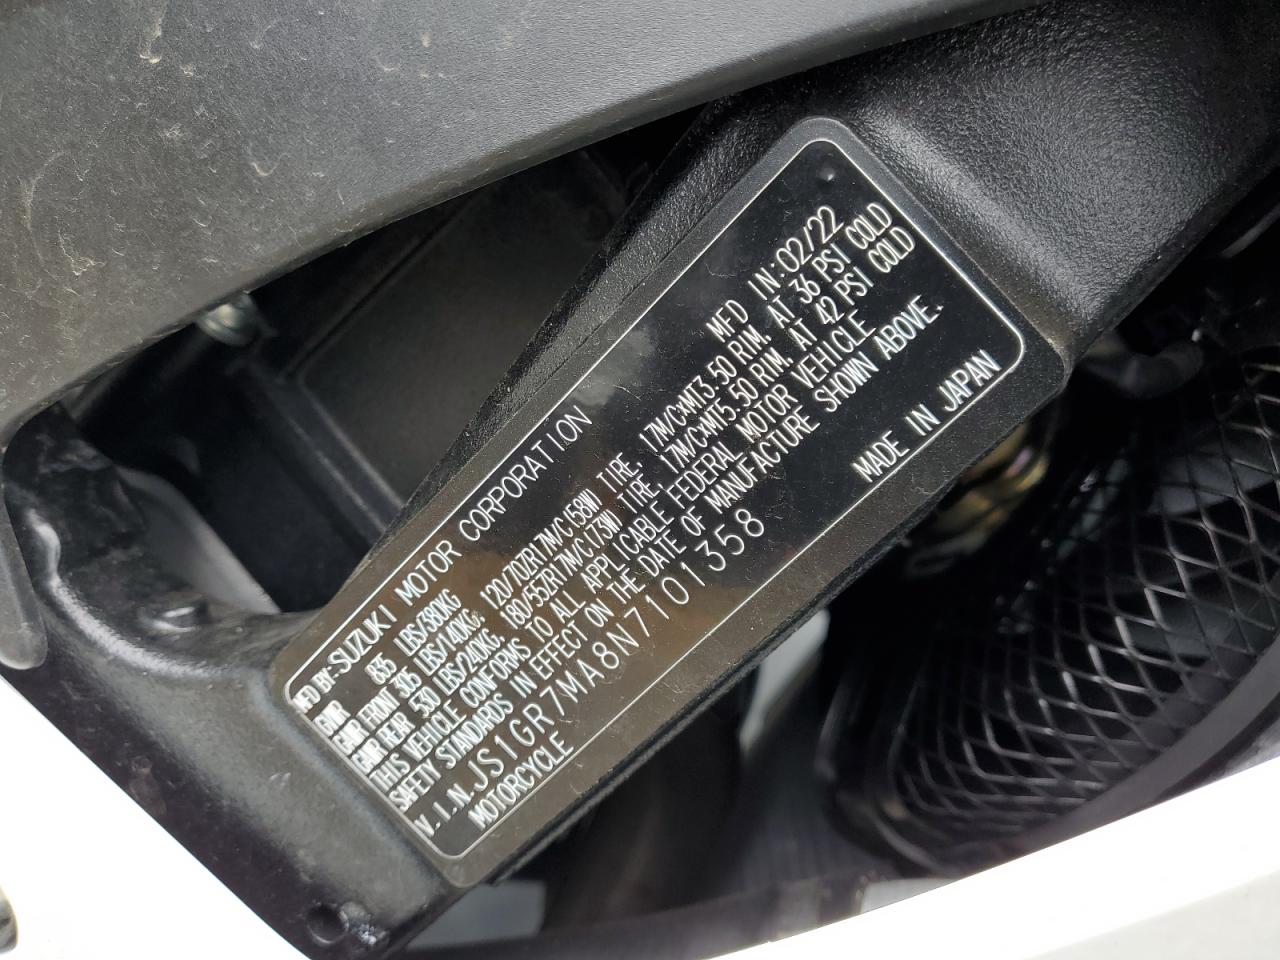 MFD IN:02/22
MFD BY-SUZUKI MOTOR CORPORATION
GVWR 835 LBS/380KG
GAWR FRONT 305 LBS/140KG. 120/70ZR17M/C(58W) TIRE. 17M/CxMT3.50 RIM. AT 36 PSI COLD
GAWR REAR 530 LBS/240KG. 180/55ZR17M/C(73W) TIRE. 17M/CxMT5.50 RIM. AT 42 PSI COLD
THIS VEHICLE CONFORMS TO ALL APPLICABLE FEDERAL MOTOR VEHICLE
SAFETY STANDARDS IN EFFECT ON THE DATE OF MANUFACTURE SHOWN ABOVE.
V.I.N.JS1GR7MA8N7101358
MOTORCYCLE MADE IN JAPAN